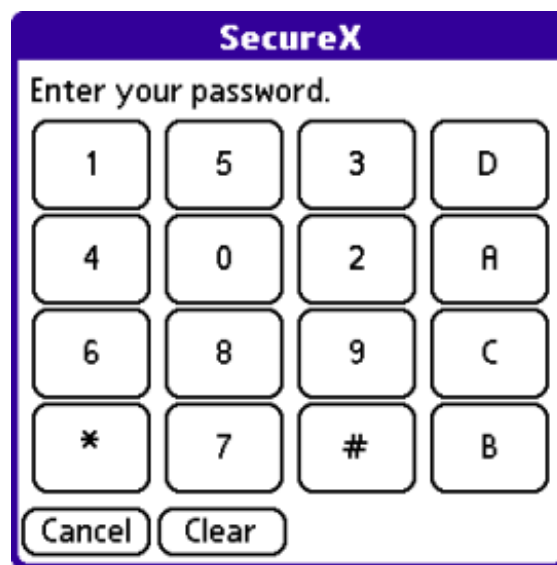 SecureX
Enter your password.
1 5 3 D
4 0 2 A
6 8 9 C
* 7 # B
Cancel Clear